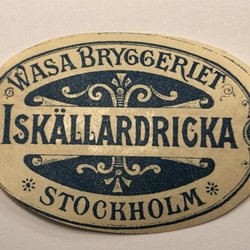 WASA BRYGGERIET
ISKÄLLARDRICKA
STOCKHOLM